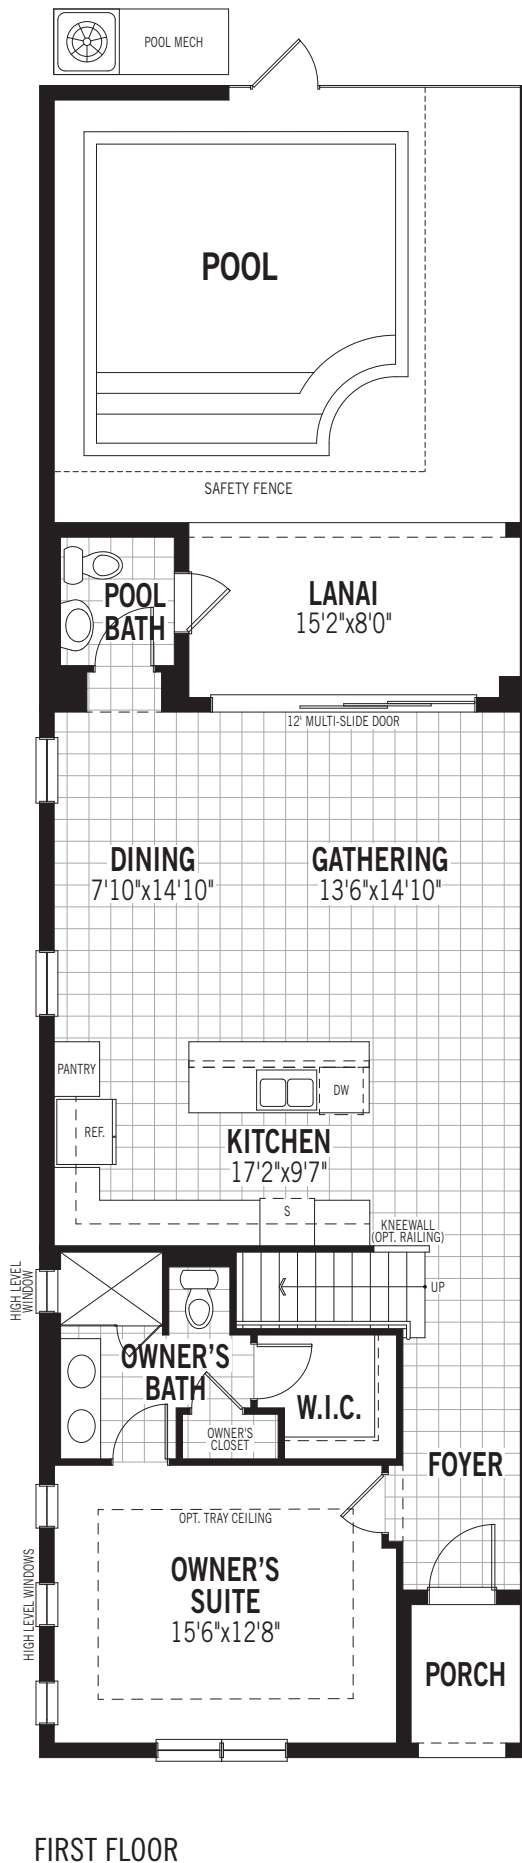 POOL MECH
POOL
SAFETY FENCE
POOL
BATH
LANAI
15'2"x8'0"
12' MULTI-SLIDE DOOR
DINING
7'10"x14'10"
GATHERING
13'6"x14'10"
PANTRY
DW
REF.
KITCHEN
17'2"x9'7"
S
KNEEWALL
(OPT. RAILING)
HIGH LEVEL
WINDOW
UP
OWNER'S
BATH
W.I.C.
OWNER'S
CLOSET
FOYER
OPT. TRAY CEILING
HIGH LEVEL WINDOWS
OWNER'S
SUITE
15'6"x12'8"
PORCH
FIRST FLOOR